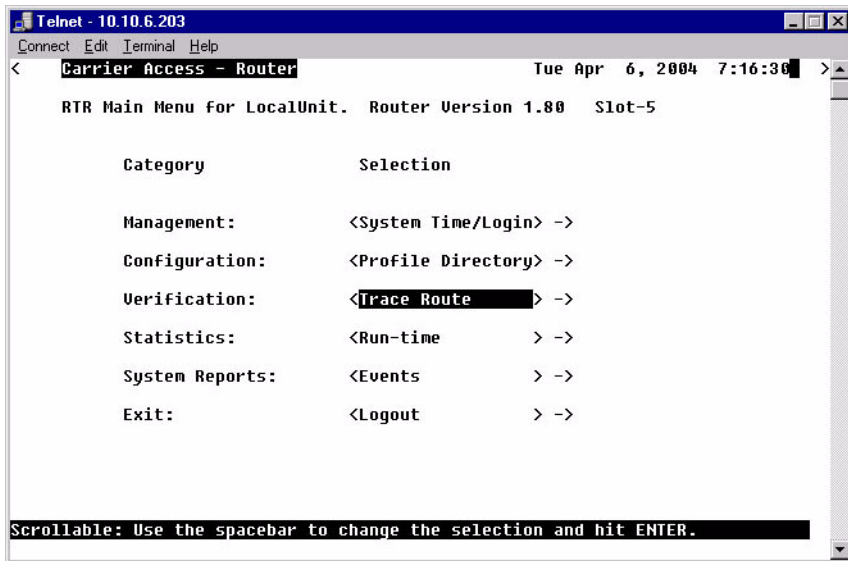 Telnet - 10.10.6.203
Connect Edit Terminal Help
< Carrier Access - Router Tue Apr 6, 2004 7:16:30 >
RTR Main Menu for LocalUnit. Router Version 1.80 Slot-5
Category Selection
Management: <System Time/Login> ->
Configuration: <Profile Directory> ->
Verification: <Trace Route > ->
Statistics: <Run-time > ->
System Reports: <Events > ->
Exit: <Logout > ->
Scrollable: Use the spacebar to change the selection and hit ENTER.